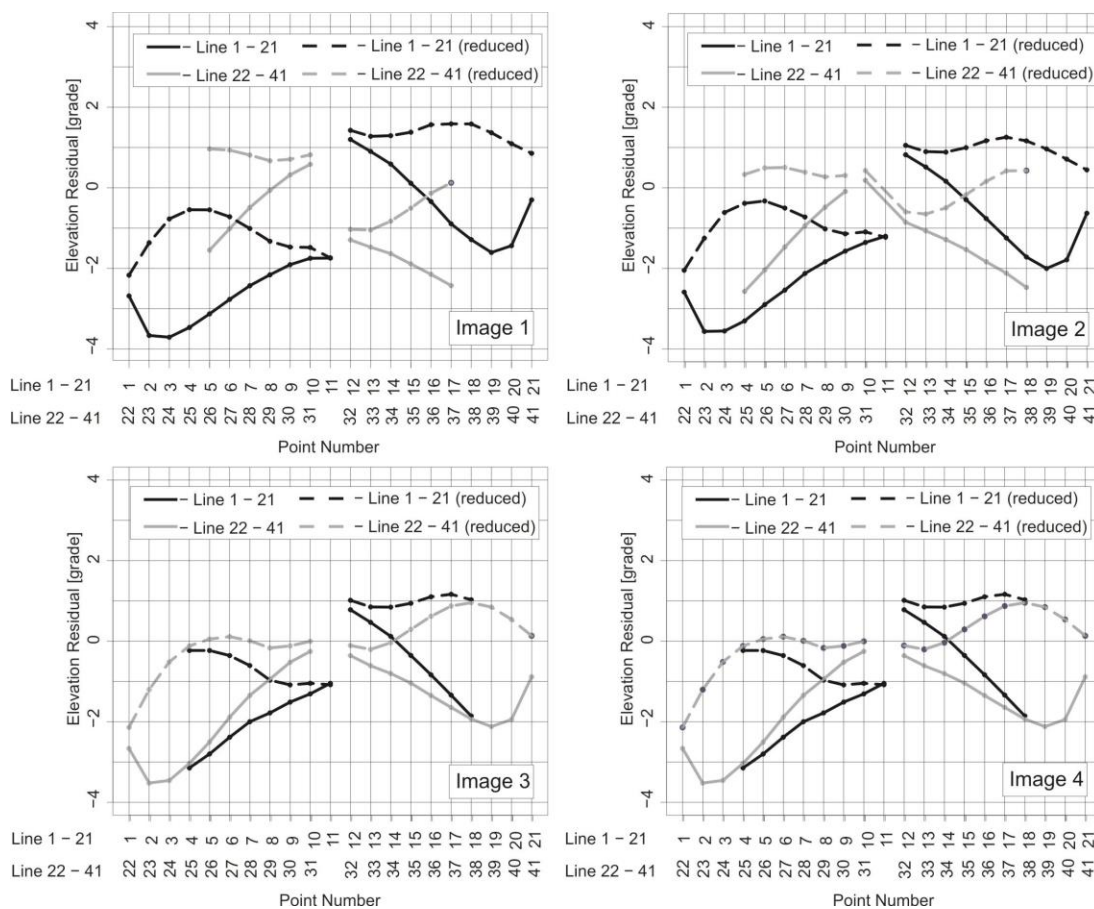 4
2
0
−2
−4
Elevation Residual [grade]
– Line 1 – 21
– Line 1 – 21 (reduced)
– Line 22 – 41
– Line 22 – 41 (reduced)
Image 1
Line 1 – 21
1 2 3 4 5 6 7 8 9 10 11 12 13 14 15 16 17 18 19 20 21
Line 22 – 41
22 23 24 25 26 27 28 29 30 31 32 33 34 35 36 37 38 39 40 41
Point Number
4
2
0
−2
−4
Elevation Residual [grade]
– Line 1 – 21
– Line 1 – 21 (reduced)
– Line 22 – 41
– Line 22 – 41 (reduced)
Image 2
Line 1 – 21
1 2 3 4 5 6 7 8 9 10 11 12 13 14 15 16 17 18 19 20 21
Line 22 – 41
22 23 24 25 26 27 28 29 30 31 32 33 34 35 36 37 38 39 40 41
Point Number
4
2
0
−2
−4
Elevation Residual [grade]
– Line 1 – 21
– Line 1 – 21 (reduced)
– Line 22 – 41
– Line 22 – 41 (reduced)
Image 3
Line 1 – 21
1 2 3 4 5 6 7 8 9 10 11 12 13 14 15 16 17 18 19 20 21
Line 22 – 41
22 23 24 25 26 27 28 29 30 31 32 33 34 35 36 37 38 39 40 41
Point Number
4
2
0
−2
−4
Elevation Residual [grade]
– Line 1 – 21
– Line 1 – 21 (reduced)
– Line 22 – 41
– Line 22 – 41 (reduced)
Image 4
Line 1 – 21
1 2 3 4 5 6 7 8 9 10 11 12 13 14 15 16 17 18 19 20 21
Line 22 – 41
22 23 24 25 26 27 28 29 30 31 32 33 34 35 36 37 38 39 40 41
Point Number